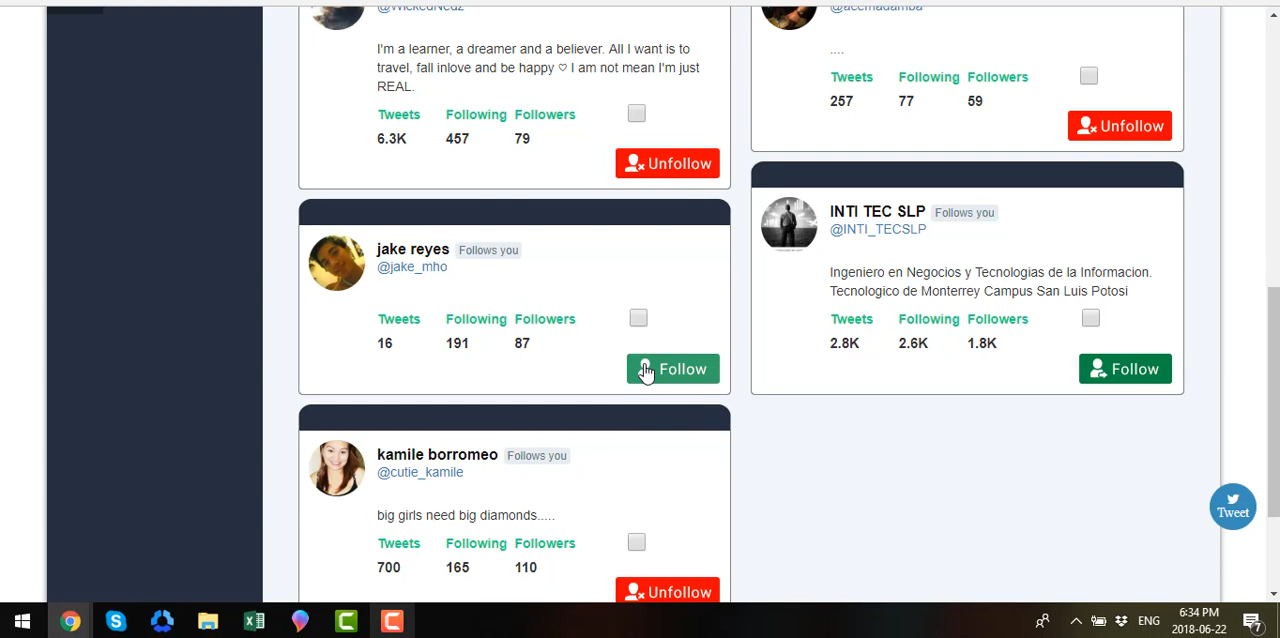 @WickedNedz
I'm a learner, a dreamer and a believer. All I want is to
travel, fall inlove and be happy ♡ I am not mean I'm just
REAL.
Tweets Following Followers
6.3K 457 79
Unfollow
@acemadamba
....
Tweets Following Followers
257 77 59
Unfollow
jake reyes Follows you
@jake_mho
Tweets Following Followers
16 191 87
Follow
INTI TEC SLP Follows you
@INTI_TECSLP
Ingeniero en Negocios y Tecnologias de la Informacion.
Tecnologico de Monterrey Campus San Luis Potosi
Tweets Following Followers
2.8K 2.6K 1.8K
Follow
kamile borromeo Follows you
@cutie_kamile
big girls need big diamonds.....
Tweets Following Followers
700 165 110
Unfollow
Tweet
ENG
6:34 PM
2018-06-22
7